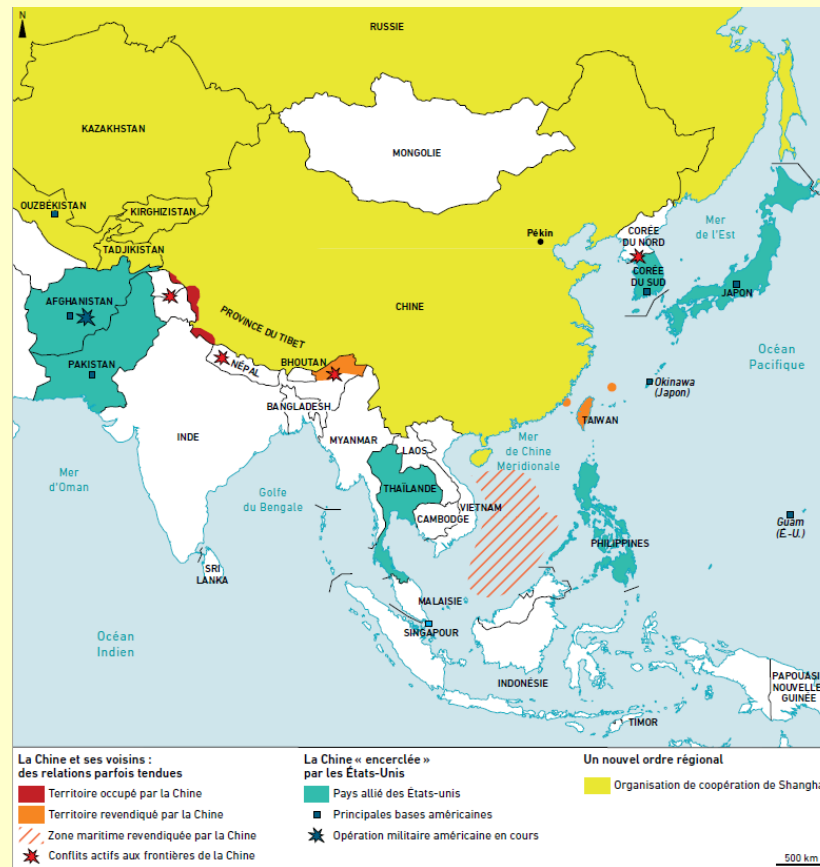 N
RUSSIE
KAZAKHSTAN
MONGOLIE
OUZBÉKISTAN
KIRGHIZISTAN
TADJIKISTAN
Pékin
CORÉE
DU NORD
Mer
de l'Est
CORÉE
DU SUD
JAPON
AFGHANISTAN
CHINE
PROVINCE DU TIBET
PAKISTAN
NÉPAL
BHOUTAN
Océan
Pacifique
Okinawa
(Japon)
BANGLADESH
TAIWAN
INDE
MYANMAR
LAOS
Mer
de Chine
Meridionale
Mer
d'Oman
Golfe
du Bengale
THAÏLANDE
VIETNAM
CAMBODGE
Guam
(É.-U.)
PHILIPPINES
SRI
LANKA
MALAISIE
SINGAPOUR
Océan
Indien
INDONÉSIE
PAPOUASIE
NOUVELLE
GUINÉE
TIMOR
La Chine et ses voisins :
des relations parfois tendues
Territoire occupé par la Chine
Territoire revendiqué par la Chine
Zone maritime revendiquée par la Chine
Conflits actifs aux frontières de la Chine
La Chine « encerclée »
par les États-Unis
Pays allié des États-unis
Principales bases américaines
Opération militaire américaine en cours
Un nouvel ordre régional
Organisation de coopération de Shangha
500 km